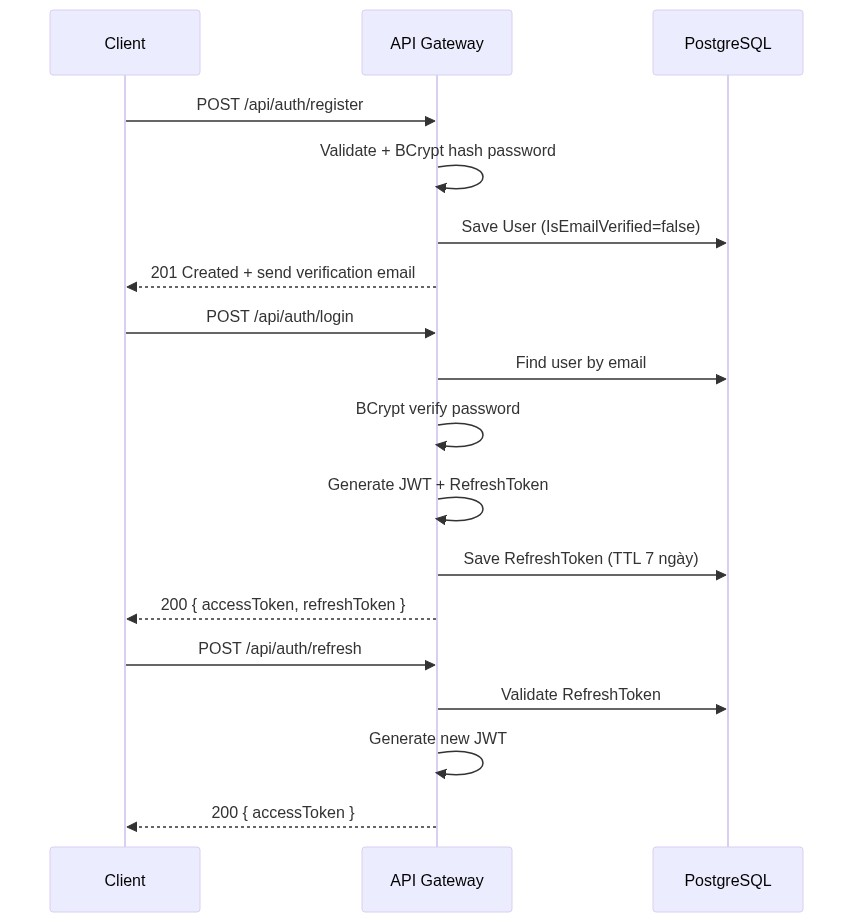 Client
API Gateway
PostgreSQL
POST /api/auth/register
Validate + BCrypt hash password
Save User (IsEmailVerified=false)
201 Created + send verification email
POST /api/auth/login
Find user by email
BCrypt verify password
Generate JWT + RefreshToken
Save RefreshToken (TTL 7 ngày)
200 { accessToken, refreshToken }
POST /api/auth/refresh
Validate RefreshToken
Generate new JWT
200 { accessToken }
Client
API Gateway
PostgreSQL